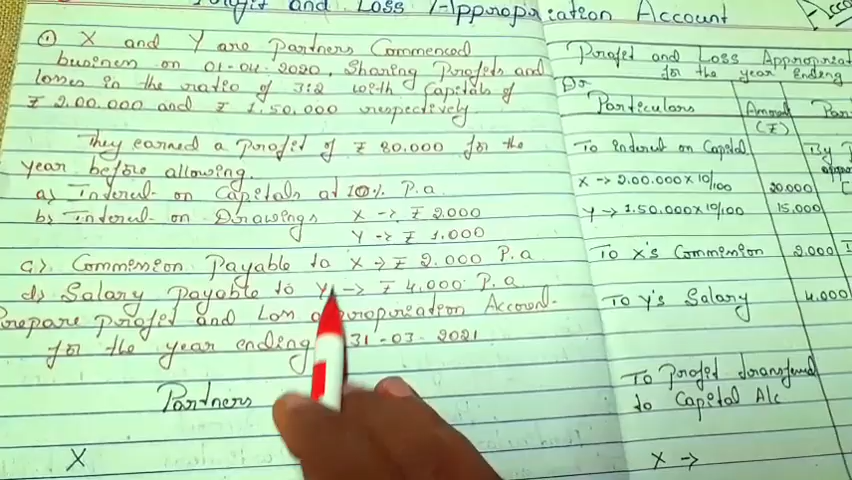 Profit and Loss Appropriation Account
① X and Y are Partners Commenced
business on 01-04-2020, Sharing Profits and
losses in the ratio of 3:2 with Capitals of
₹ 2.00.000 and ₹ 1.50.000 respectively
They earned a profit of ₹ 80.000 for the
year before allowing.
a) Interest on Capitals at 10% P.a
b) Interest on Drawings X → ₹ 2.000
Y → ₹ 1.000
c) Commission Payable to X → ₹ 2.000 P.a
d) Salary payable to Y → ₹ 4.000 P.a
Prepare profit and Loss appropriation Account
for the year ending 31-03-2021
Partners
X
Profit and Loss Appropriat
for the year ending
Dr
Particulars Amount (₹) Par
To Interest on Capital By
X → 2.00.000 x 10/100 20.000
Y → 1.50.000 x 10/100 15.000
To X's Commission 2.000
To Y's Salary 4.000
To Profit transferred
to Capital A/c
X →